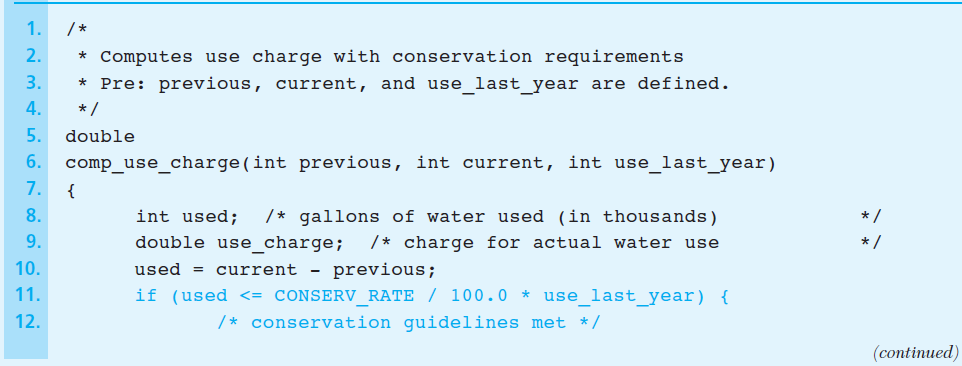 1. /*
2. * Computes use charge with conservation requirements
3. * Pre: previous, current, and use_last_year are defined.
4. */
5. double
6. comp_use_charge(int previous, int current, int use_last_year)
7. {
8. int used; /* gallons of water used (in thousands) */
9. double use_charge; /* charge for actual water use */
10. used = current - previous;
11. if (used <= CONSERV_RATE / 100.0 * use_last_year) {
12. /* conservation guidelines met */
(continued)